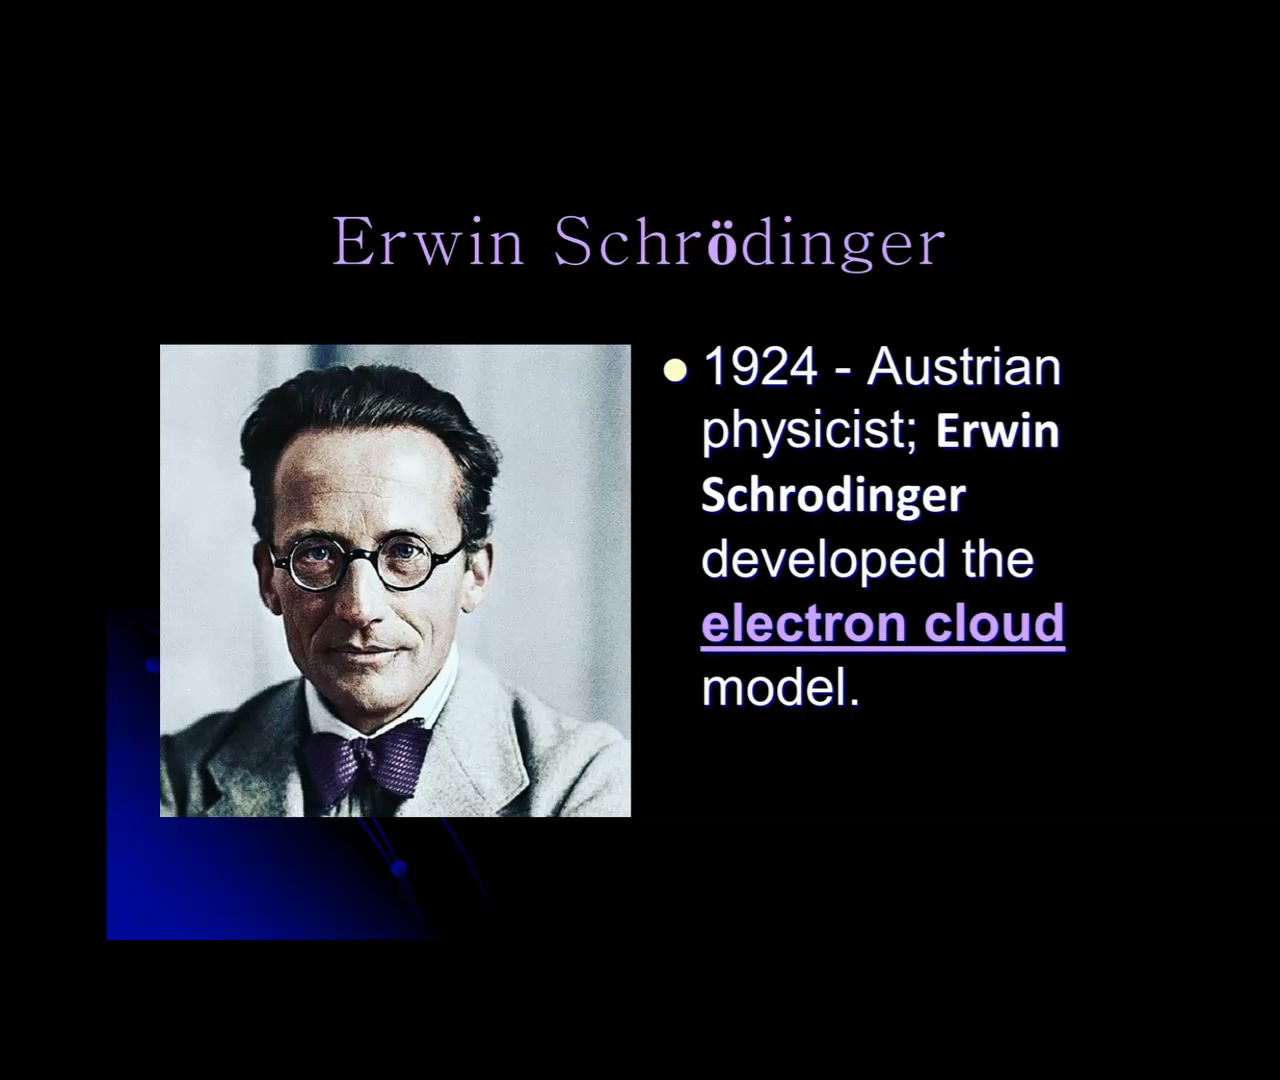 Erwin Schrödinger
1924 - Austrian
physicist; Erwin
Schrodinger
developed the
electron cloud
model.